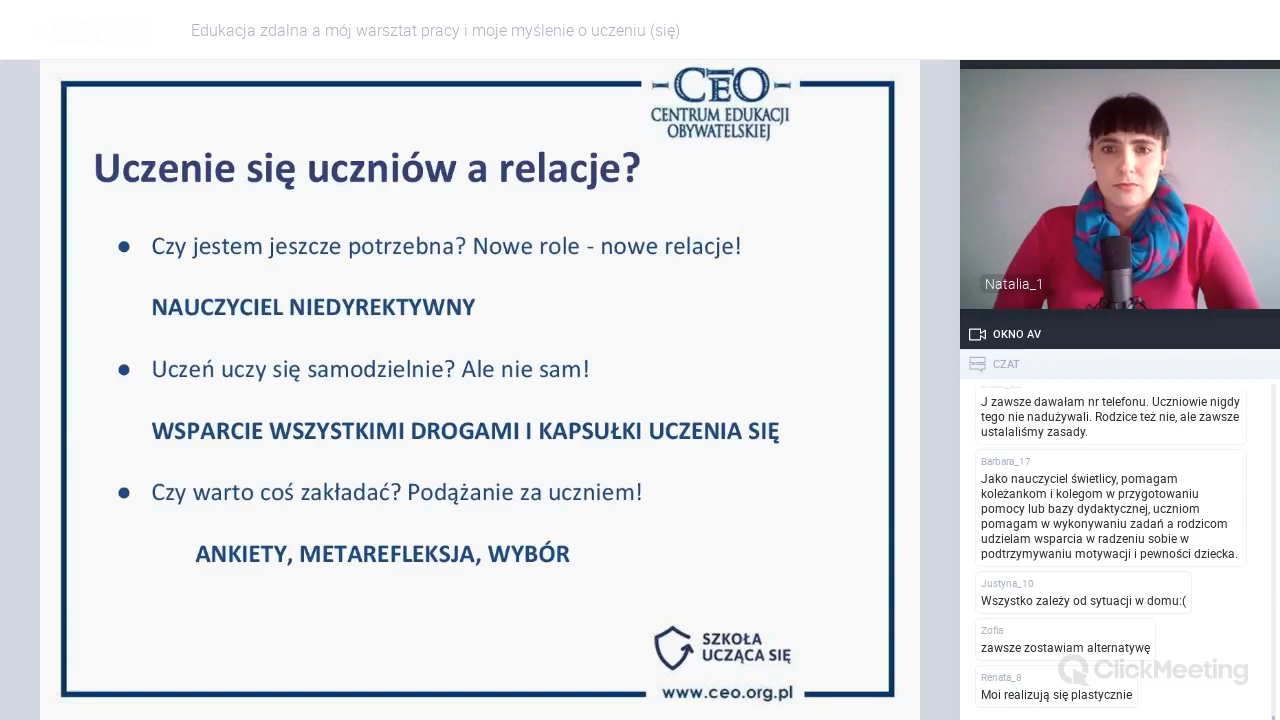 Edukacja zdalna a mój warsztat pracy i moje myślenie o uczeniu (się)
CEO
CENTRUM EDUKACJI
OBYWATELSKIEJ
Uczenie się uczniów a relacje?
● Czy jestem jeszcze potrzebna? Nowe role - nowe relacje!
NAUCZYCIEL NIEDYREKTYWNY
● Uczeń uczy się samodzielnie? Ale nie sam!
WSPARCIE WSZYSTKIMI DROGAMI I KAPSUŁKI UCZENIA SIĘ
● Czy warto coś zakładać? Podążanie za uczniem!
ANKIETY, METAREFLEKSJA, WYBÓR
SZKOŁA
UCZĄCA SIĘ
www.ceo.org.pl
Natalia_1
OKNO AV
CZAT
J zawsze dawałam nr telefonu. Uczniowie nigdy
tego nie nadużywali. Rodzice też nie, ale zawsze
ustalaliśmy zasady.
Barbara_17
Jako nauczyciel świetlicy, pomagam
koleżankom i kolegom w przygotowaniu
pomocy lub bazy dydaktycznej, uczniom
pomagam w wykonywaniu zadań a rodzicom
udzielam wsparcia w radzeniu sobie w
podtrzymywaniu motywacji i pewności dziecka.
Justyna_10
Wszystko zależy od sytuacji w domu:(
Zofia
zawsze zostawiam alternatywę
Renata_8
Moi realizują się plastycznie
ClickMeeting